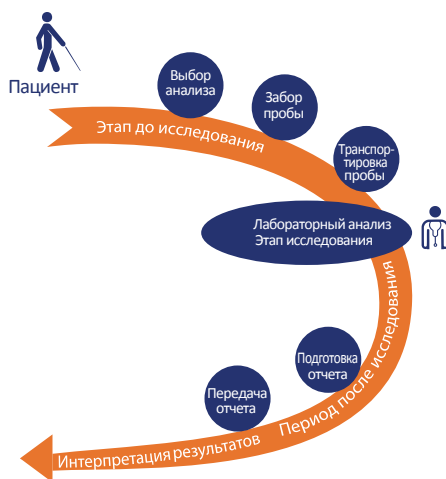 Пациент
Выбор
анализа
Забор
пробы
Этап до исследования
Транспор-
тировка
пробы
Лабораторный анализ
Этап исследования
Период после исследования
Подготовка
отчета
Передача
отчета
Интерпретация результатов